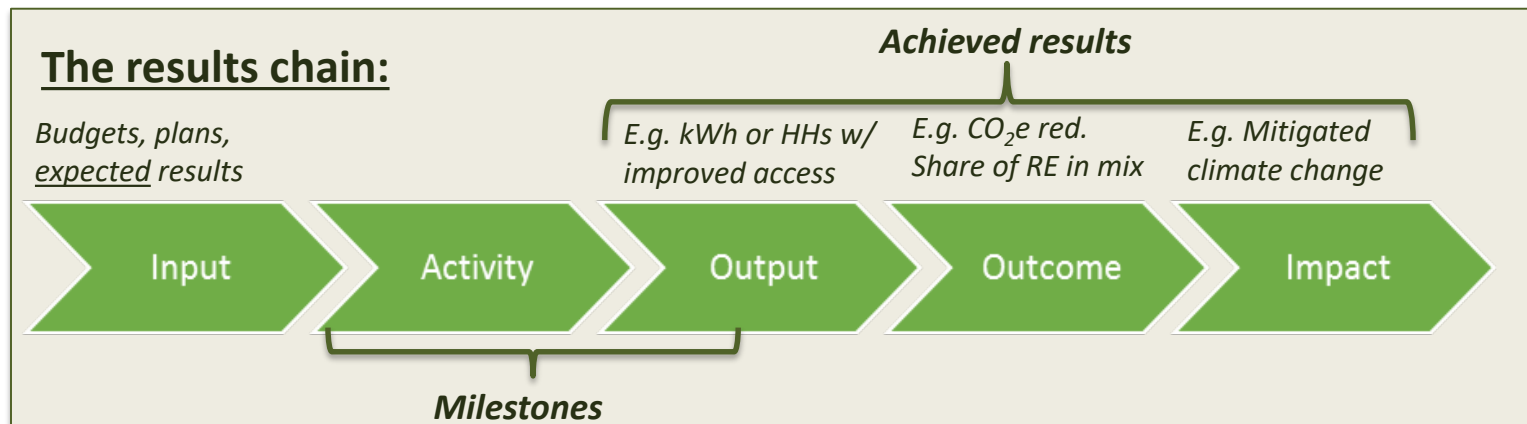 Achieved results
The results chain:
Budgets, plans,
expected results
E.g. kWh or HHs w/
improved access
E.g. CO₂e red.
Share of RE in mix
E.g. Mitigated
climate change
Input
Activity
Output
Outcome
Impact
Milestones